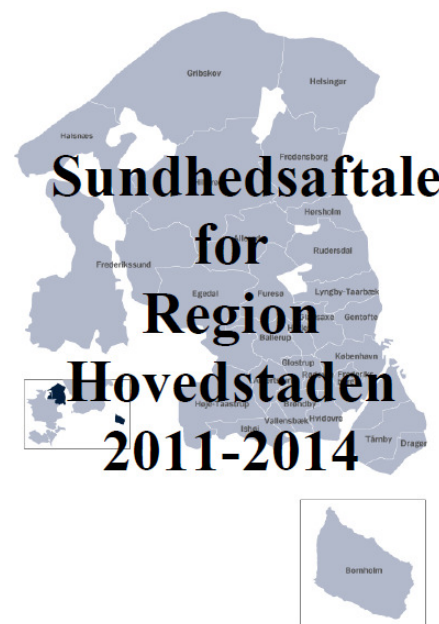 Gribskov
Helsingør
Halsnæs
Fredensborg
Sundhedsaftale
Hørsholm
for
Rudersdal
Frederikssund
Egedal
Furesø
Lyngby-Taarbæk
Region
Gentofte
Ballerup
København
Glostrup
Hovedstaden
Høje-Taastrup
Brøndby
Vallensbæk
Hvidovre
Ishøj
2011-2014
Tårnby
Dragør
Bornholm